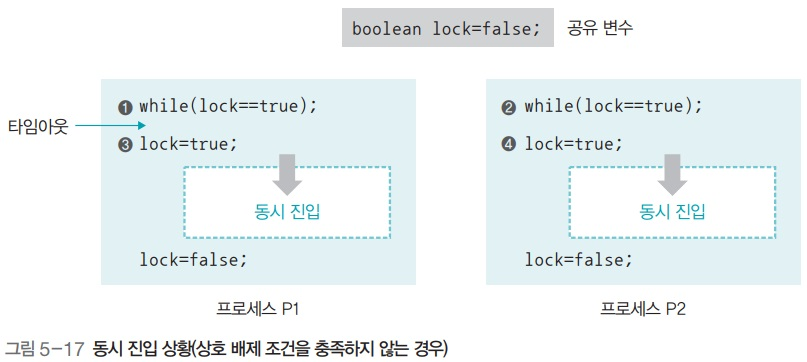 boolean lock=false; 공유 변수
❶ while(lock==true);
타임아웃
❸ lock=true;
동시 진입
lock=false;
프로세스 P1
❷ while(lock==true);
❹ lock=true;
동시 진입
lock=false;
프로세스 P2
그림 5-17 동시 진입 상황(상호 배제 조건을 충족하지 않는 경우)